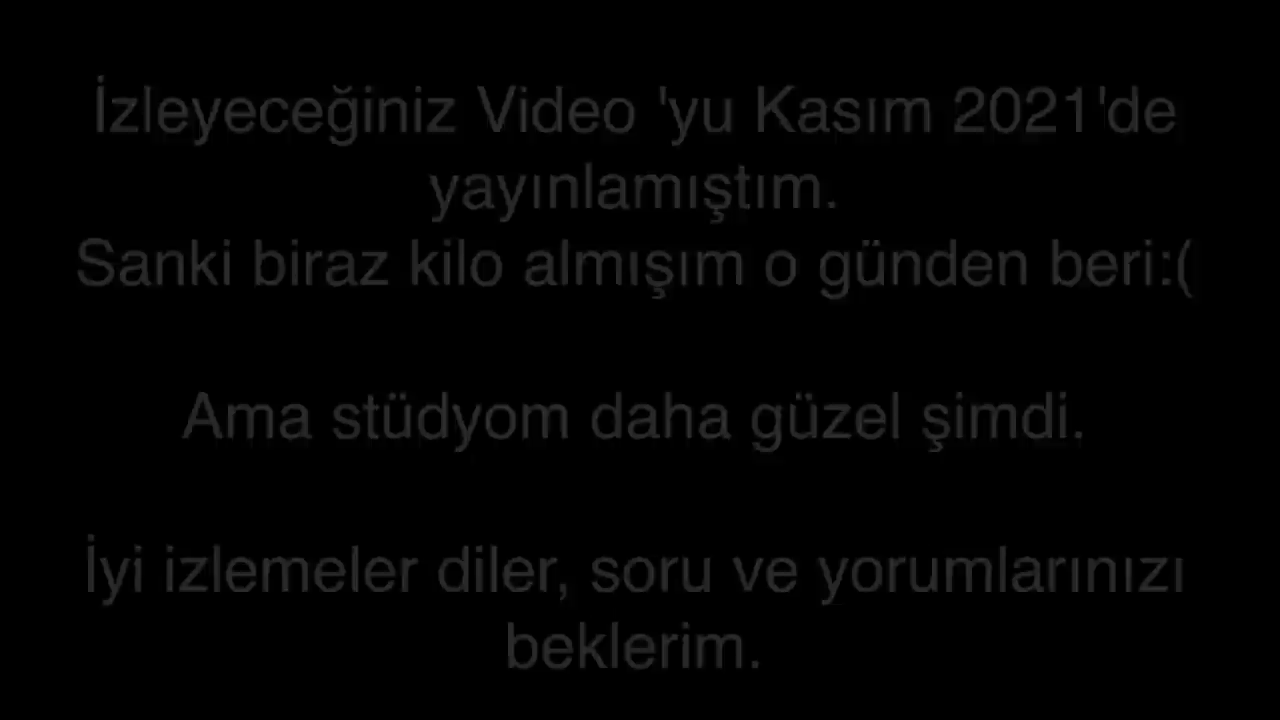 İzleyeceğiniz Video 'yu Kasım 2021'de
yayınlamıştım.
Sanki biraz kilo almışım o günden beri:(
Ama stüdyom daha güzel şimdi.
İyi izlemeler diler, soru ve yorumlarınızı
beklerim.